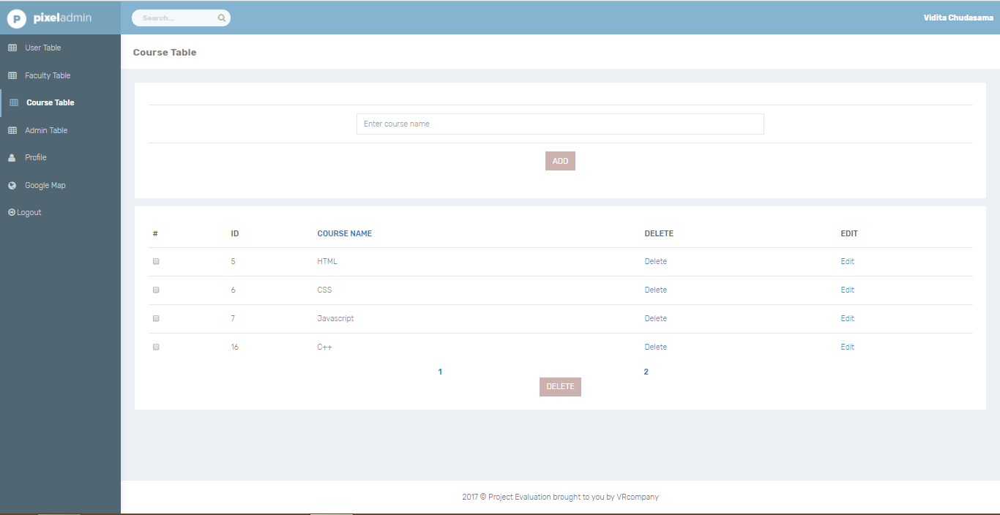 P pixeladmin
Search...
Vidita Chudasama
User Table
Faculty Table
Course Table
Admin Table
Profile
Google Map
Logout
Course Table
Enter course name
ADD
# ID COURSE NAME DELETE EDIT
5 HTML Delete Edit
6 CSS Delete Edit
7 Javascript Delete Edit
16 C++ Delete Edit
1 2
DELETE
2017 © Project Evaluation brought to you by VRcompany